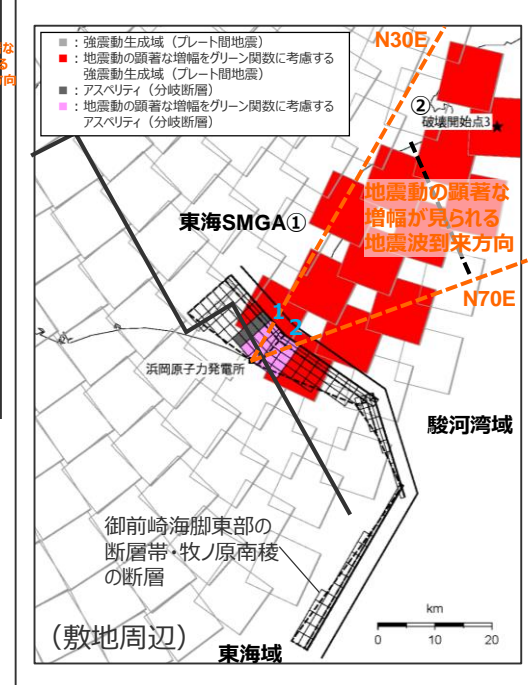 ■：強震動生成域（プレート間地震）
■：地震動の顕著な増幅をグリーン関数に考慮する
強震動生成域（プレート間地震）
■：アスペリティ（分岐断層）
■：地震動の顕著な増幅をグリーン関数に考慮する
アスペリティ（分岐断層）
な
る
方向
N30E
②
破壊開始点3
地震動の顕著な
増幅が見られる
地震波到来方向
東海SMGA①
N70E
1
2
浜岡原子力発電所
駿河湾域
御前崎海脚東部の
断層帯・牧ノ原南稜
の断層
（敷地周辺）
東海域
km
0 10 20